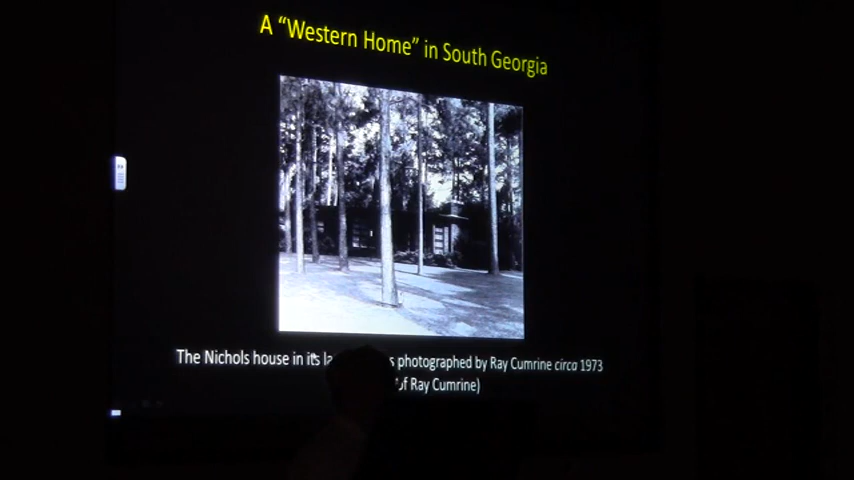 A “Western Home” in South Georgia
The Nichols house in its photographed by Ray Cumrine circa 1973
of Ray Cumrine)